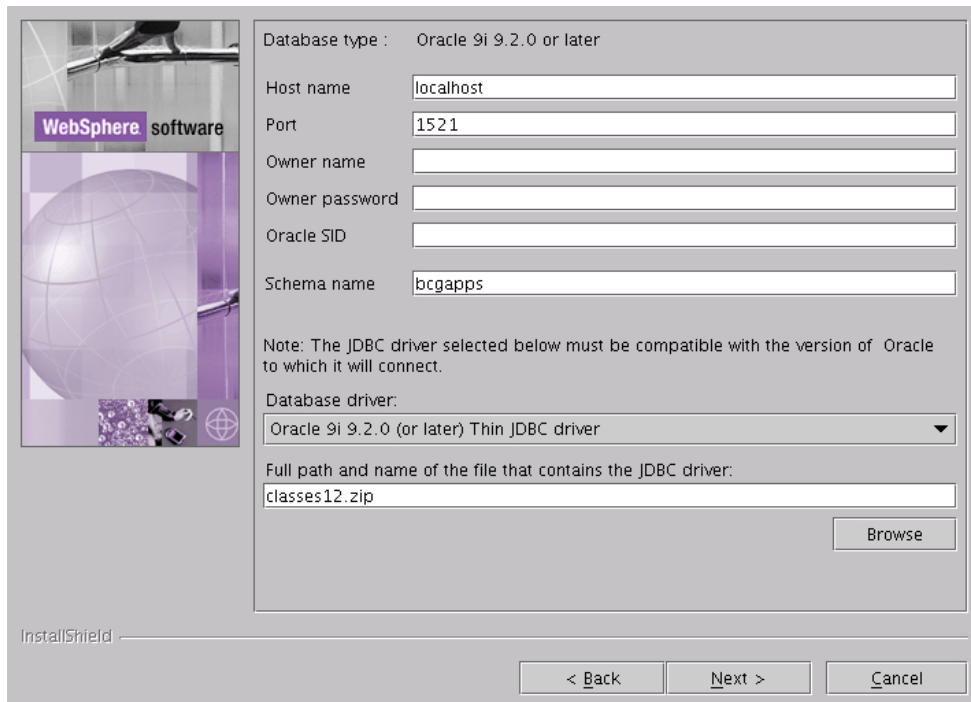 WebSphere software
Database type : Oracle 9i 9.2.0 or later
Host name localhost
Port 1521
Owner name
Owner password
Oracle SID
Schema name bcgapps
Note: The JDBC driver selected below must be compatible with the version of Oracle
to which it will connect.
Database driver:
Oracle 9i 9.2.0 (or later) Thin JDBC driver
Full path and name of the file that contains the JDBC driver:
classes12.zip
Browse
InstallShield
< Back Next > Cancel